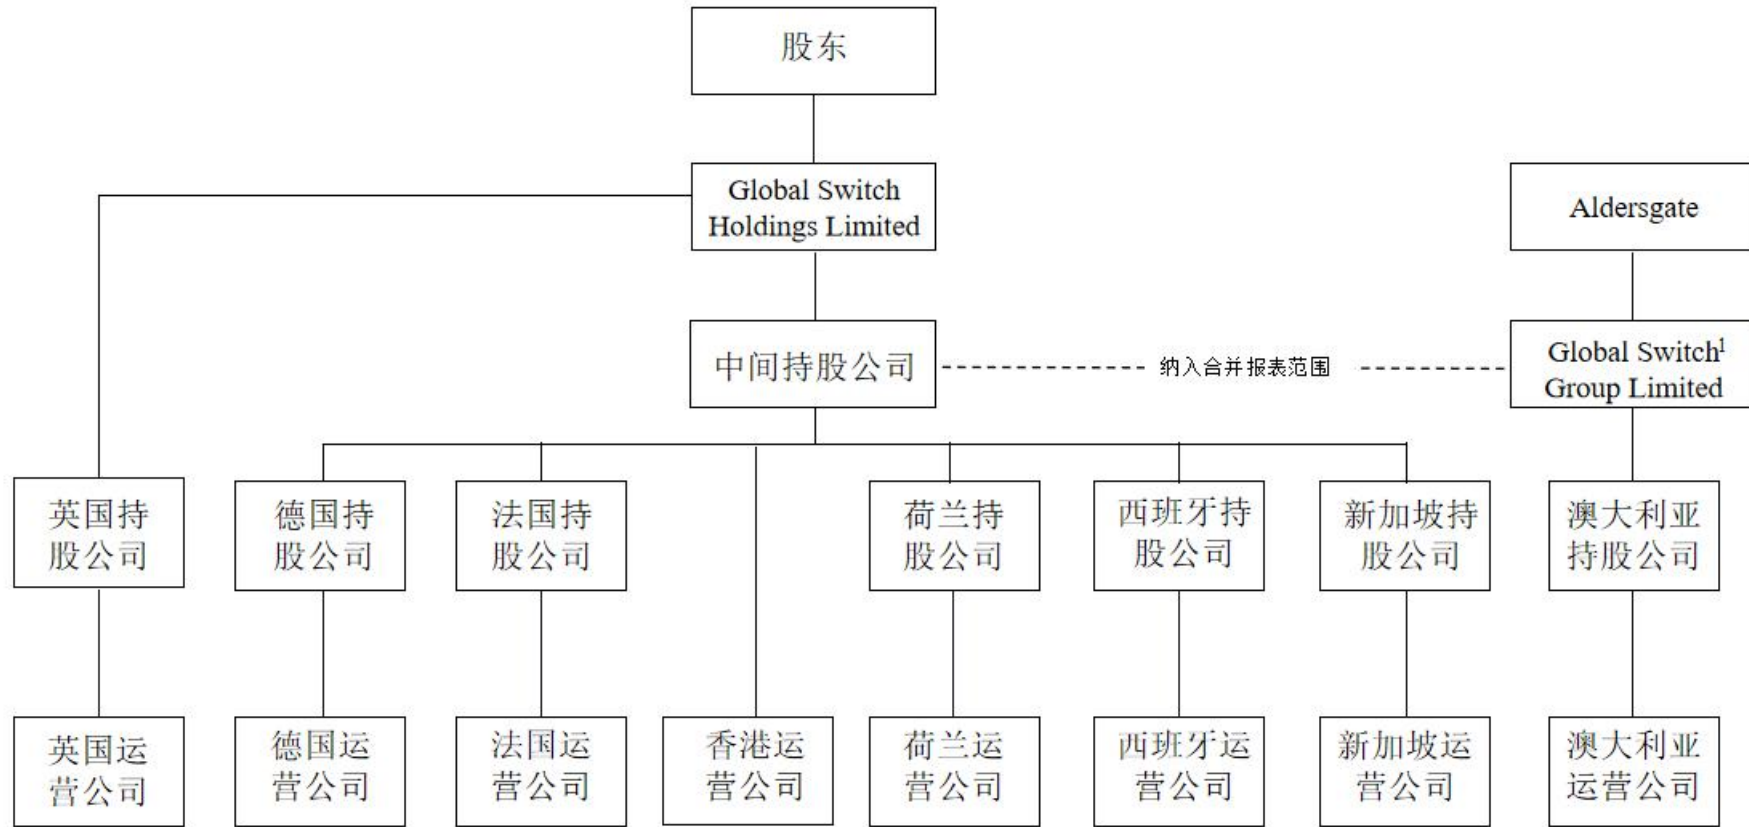 股东
Global Switch
Holdings Limited
Aldersgate
中间持股公司
纳入合并报表范围
Global Switch1
Group Limited
英国持
股公司
德国持
股公司
法国持
股公司
荷兰持
股公司
西班牙持
股公司
新加坡持
股公司
澳大利亚
持股公司
英国运
营公司
德国运
营公司
法国运
营公司
香港运
营公司
荷兰运
营公司
西班牙运
营公司
新加坡运
营公司
澳大利亚
运营公司